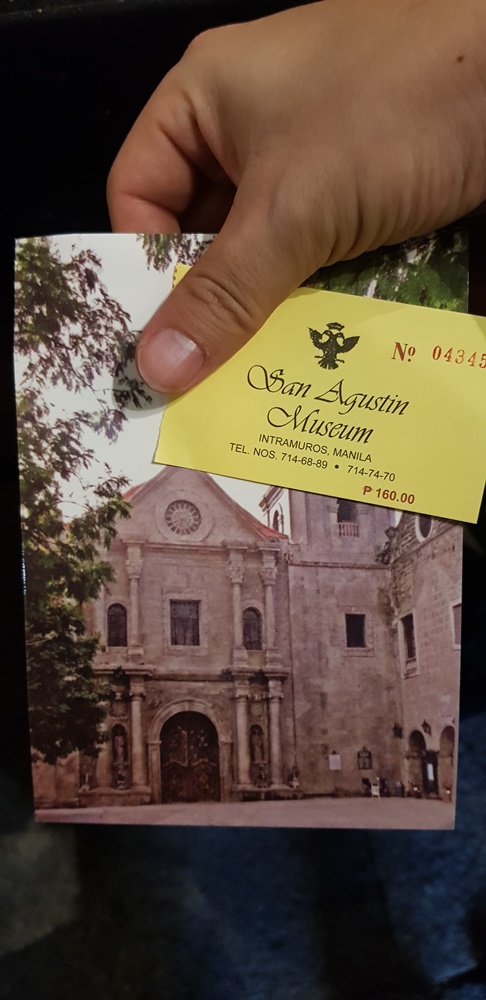 Nº 04345
San Agustin
Museum
INTRAMUROS, MANILA
TEL. NOS. 714-68-89 • 714-74-70
₱ 160.00